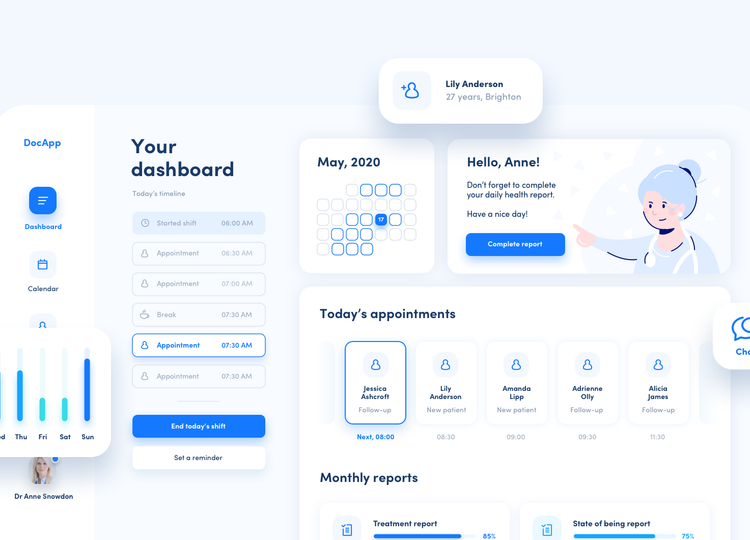 Lily Anderson
27 years, Brighton
DocApp
Dashboard
Calendar
Thu
Fri
Sat
Sun
Dr Anne Snowdon
Your
dashboard
Today's timeline
Started shift 06:00 AM
Appointment 06:30 AM
Appointment 07:00 AM
Break 07:30 AM
Appointment 07:30 AM
Appointment 07.30 AM
End today's shift
Set a reminder
May, 2020
17
Hello, Anne!
Don't forget to complete
your daily health report.
Have a nice day!
Complete report
Today's appointments
Jessica
Ashcroft
Follow-up
Next, 08:00
Lily
Anderson
New patient
08:30
Amanda
Lipp
New patient
09:00
Adrienne
Olly
Follow-up
09:30
Alicia
James
Follow-up
11:30
Monthly reports
Treatment report
85%
State of being report
75%